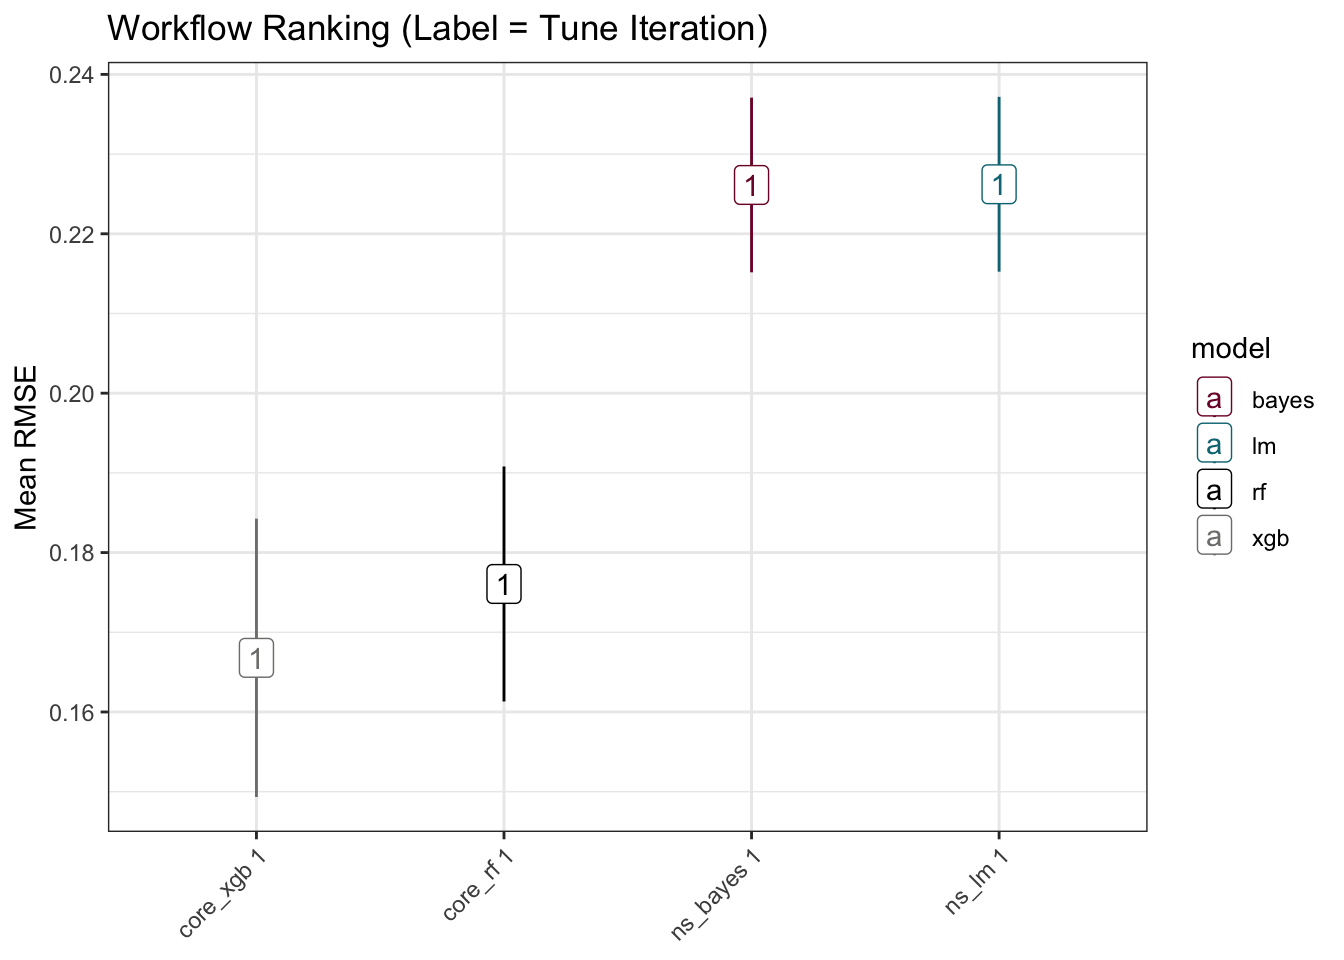 Workflow Ranking (Label = Tune Iteration)
Mean RMSE
0.24
0.22
0.20
0.18
0.16
1
1
1
1
core_xgb 1
core_rf 1
ns_bayes 1
ns_lm 1
model
a bayes
a lm
a rf
a xgb